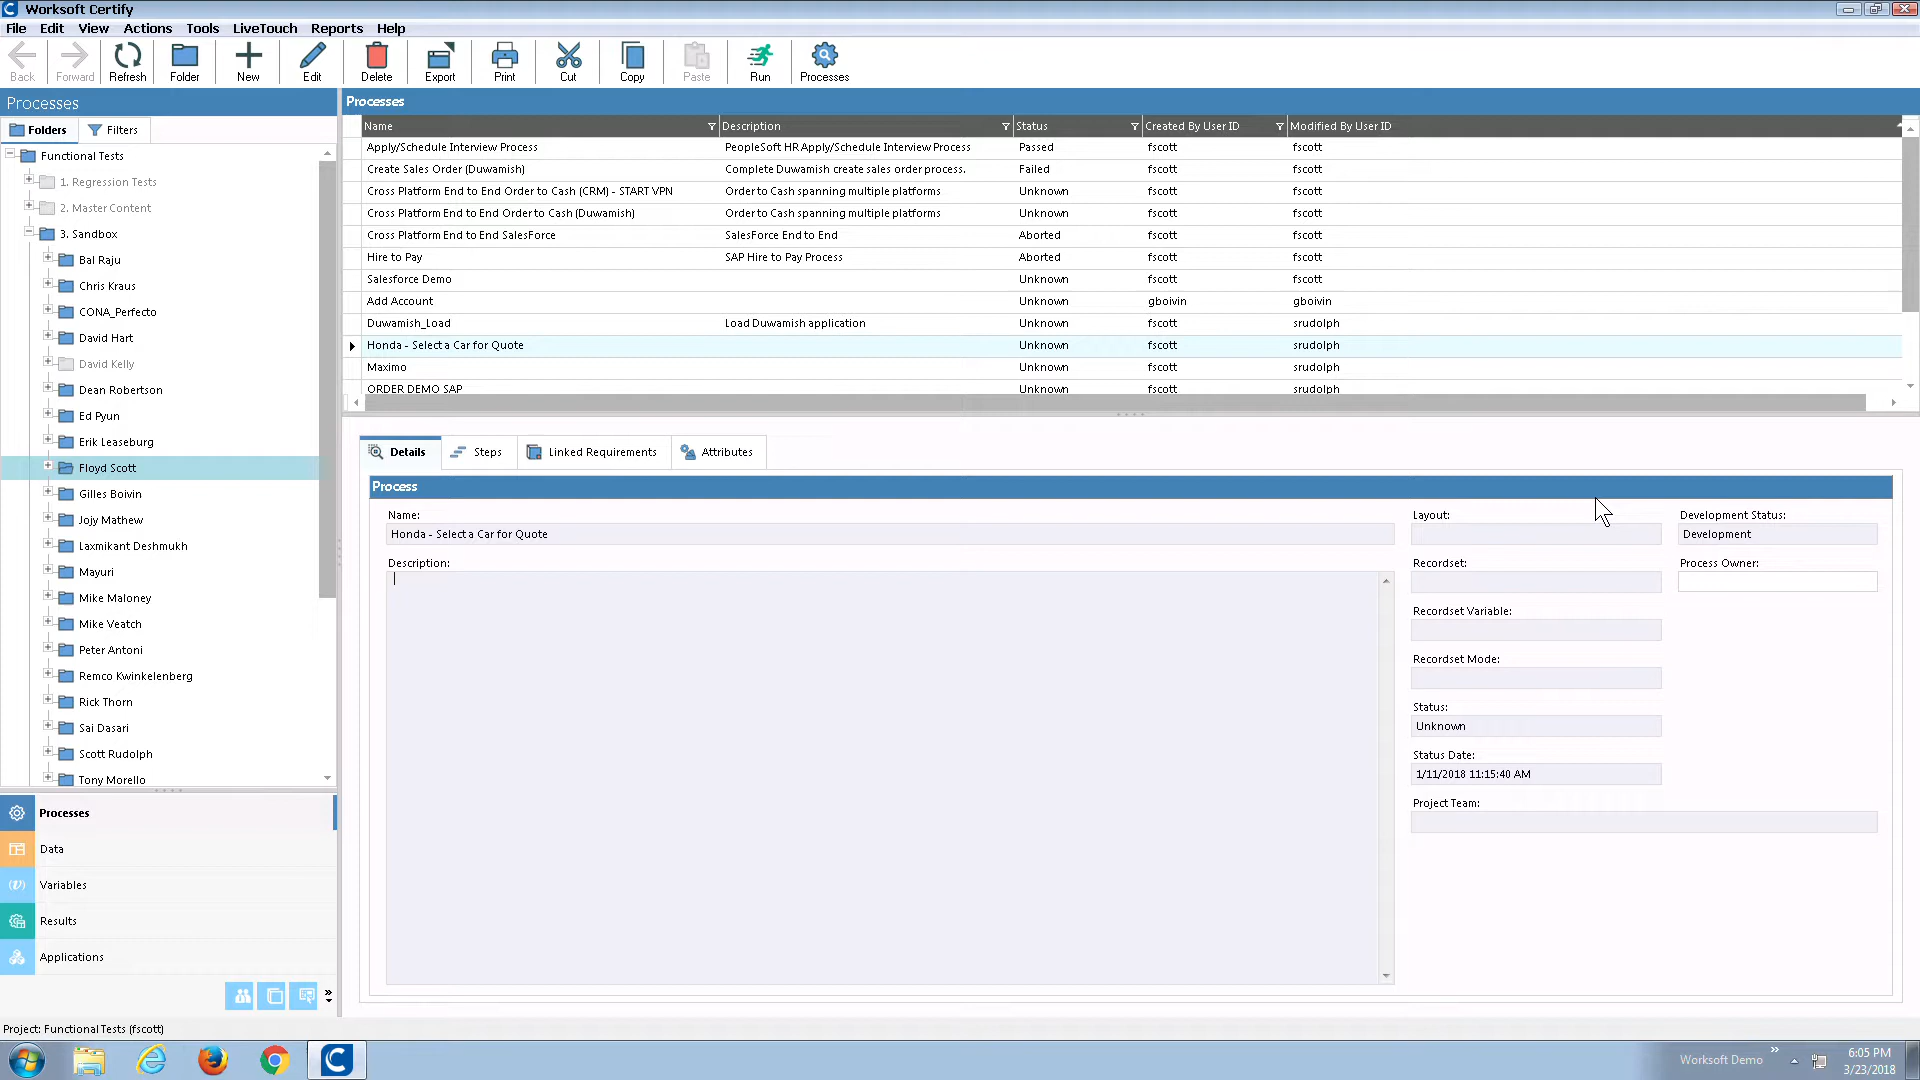 Worksoft Certify
File Edit View Actions Tools LiveTouch Reports Help
Back Forward Refresh Folder New Edit Delete Export Print Cut Copy Paste Run Processes
Processes
Folders Filters
Functional Tests
1. Regression Tests
2. Master Content
3. Sandbox
Bal Raju
Chris Kraus
CONA_Perfecto
David Hart
David Kelly
Dean Robertson
Ed Pyun
Erik Leaseburg
Floyd Scott
Gilles Boivin
Jojy Mathew
Laxmikant Deshmukh
Mayuri
Mike Maloney
Mike Veatch
Peter Antoni
Remco Kwinkelenberg
Rick Thorn
Sai Dasari
Scott Rudolph
Tony Morello
Processes
Data
Variables
Results
Applications
Processes
Name Description Status Created By User ID Modified By User ID
Apply/Schedule Interview Process PeopleSoft HR Apply/Schedule Interview Process Passed fscott fscott
Create Sales Order (Duwamish) Complete Duwamish create sales order process. Failed fscott fscott
Cross Platform End to End Order to Cash (CRM) - START VPN Order to Cash spanning multiple platforms Unknown fscott fscott
Cross Platform End to End Order to Cash (Duwamish) Order to Cash spanning multiple platforms Unknown fscott fscott
Cross Platform End to End SalesForce SalesForce End to End Aborted fscott fscott
Hire to Pay SAP Hire to Pay Process Aborted fscott fscott
Salesforce Demo Unknown fscott fscott
Add Account Unknown gboivin gboivin
Duwamish_Load Load Duwamish application Unknown fscott srudolph
Honda - Select a Car for Quote Unknown fscott srudolph
Maximo Unknown fscott srudolph
ORDER DEMO SAP Unknown fscott srudolph
Details Steps Linked Requirements Attributes
Process
Name: Layout: Development Status:
Honda - Select a Car for Quote Development
Description: Recordset: Process Owner:
Recordset Variable:
Recordset Mode:
Status:
Unknown
Status Date:
1/11/2018 11:15:40 AM
Project Team:
Project: Functional Tests (fscott)
Worksoft Demo
6:05 PM
3/23/2018